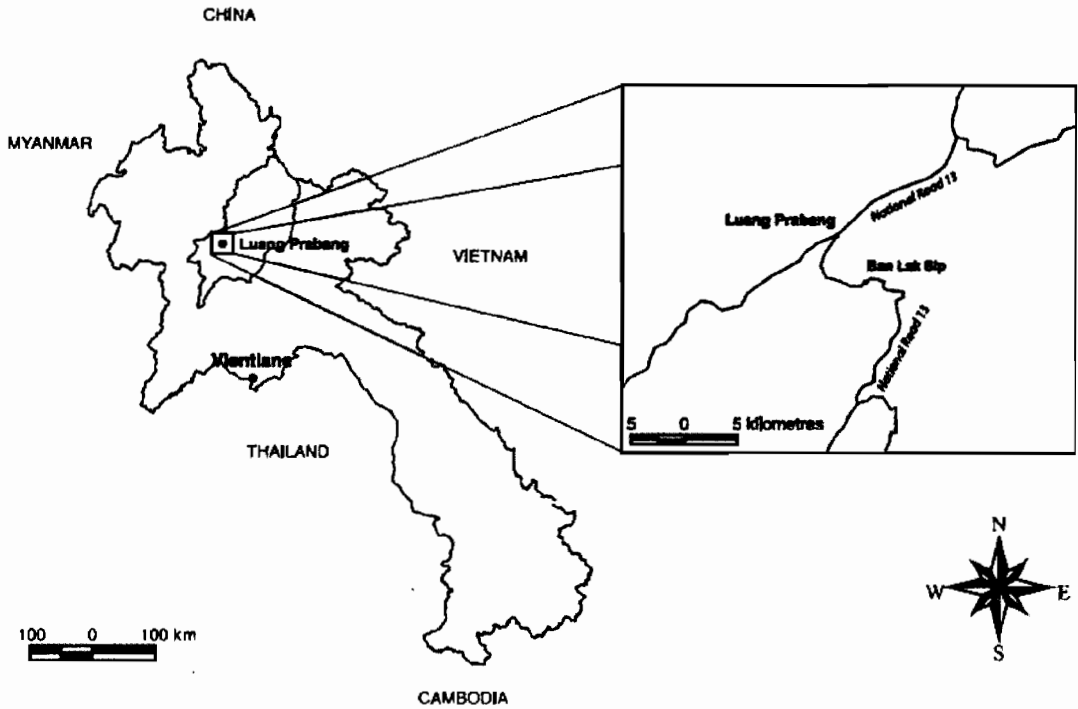 CHINA
MYANMAR
Luang Prabang
VIETNAM
Vientiane
THAILAND
CAMBODIA
100 0 100 km
National Road 13
Luang Prabang
Ban Lak Sip
National Road 13
5 0 5 kilometres
N
W E
S